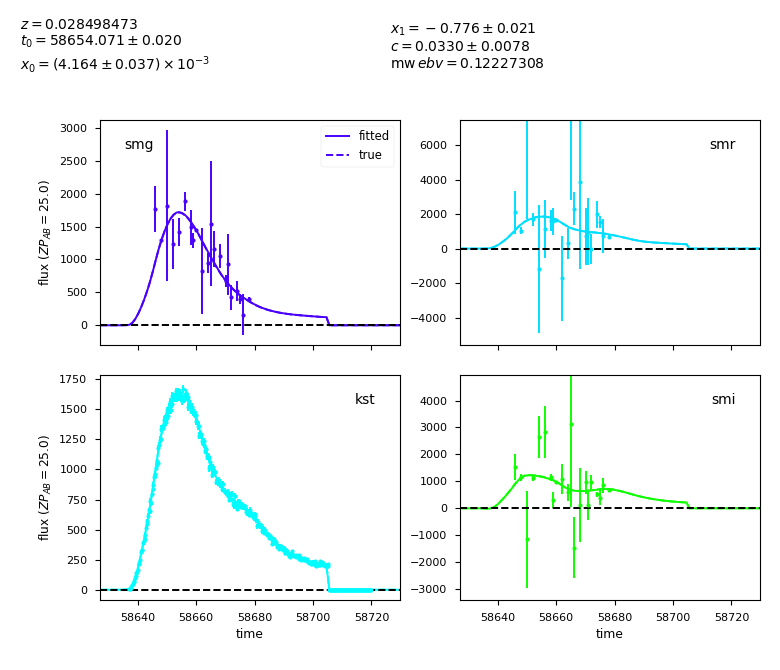 z = 0.028498473
t₀ = 58654.071 ± 0.020
x₀ = (4.164 ± 0.037) × 10⁻³
x₁ = −0.776 ± 0.021
c = 0.0330 ± 0.0078
mw ebv = 0.12227308
3000
2500
2000
1500
1000
500
0
flux (ZP_AB = 25.0)
smg
fitted
true
6000
4000
2000
0
−2000
−4000
smr
1750
1500
1250
1000
750
500
250
0
flux (ZP_AB = 25.0)
kst
58640 58660 58680 58700 58720
time
4000
3000
2000
1000
0
−1000
−2000
−3000
smi
58640 58660 58680 58700 58720
time